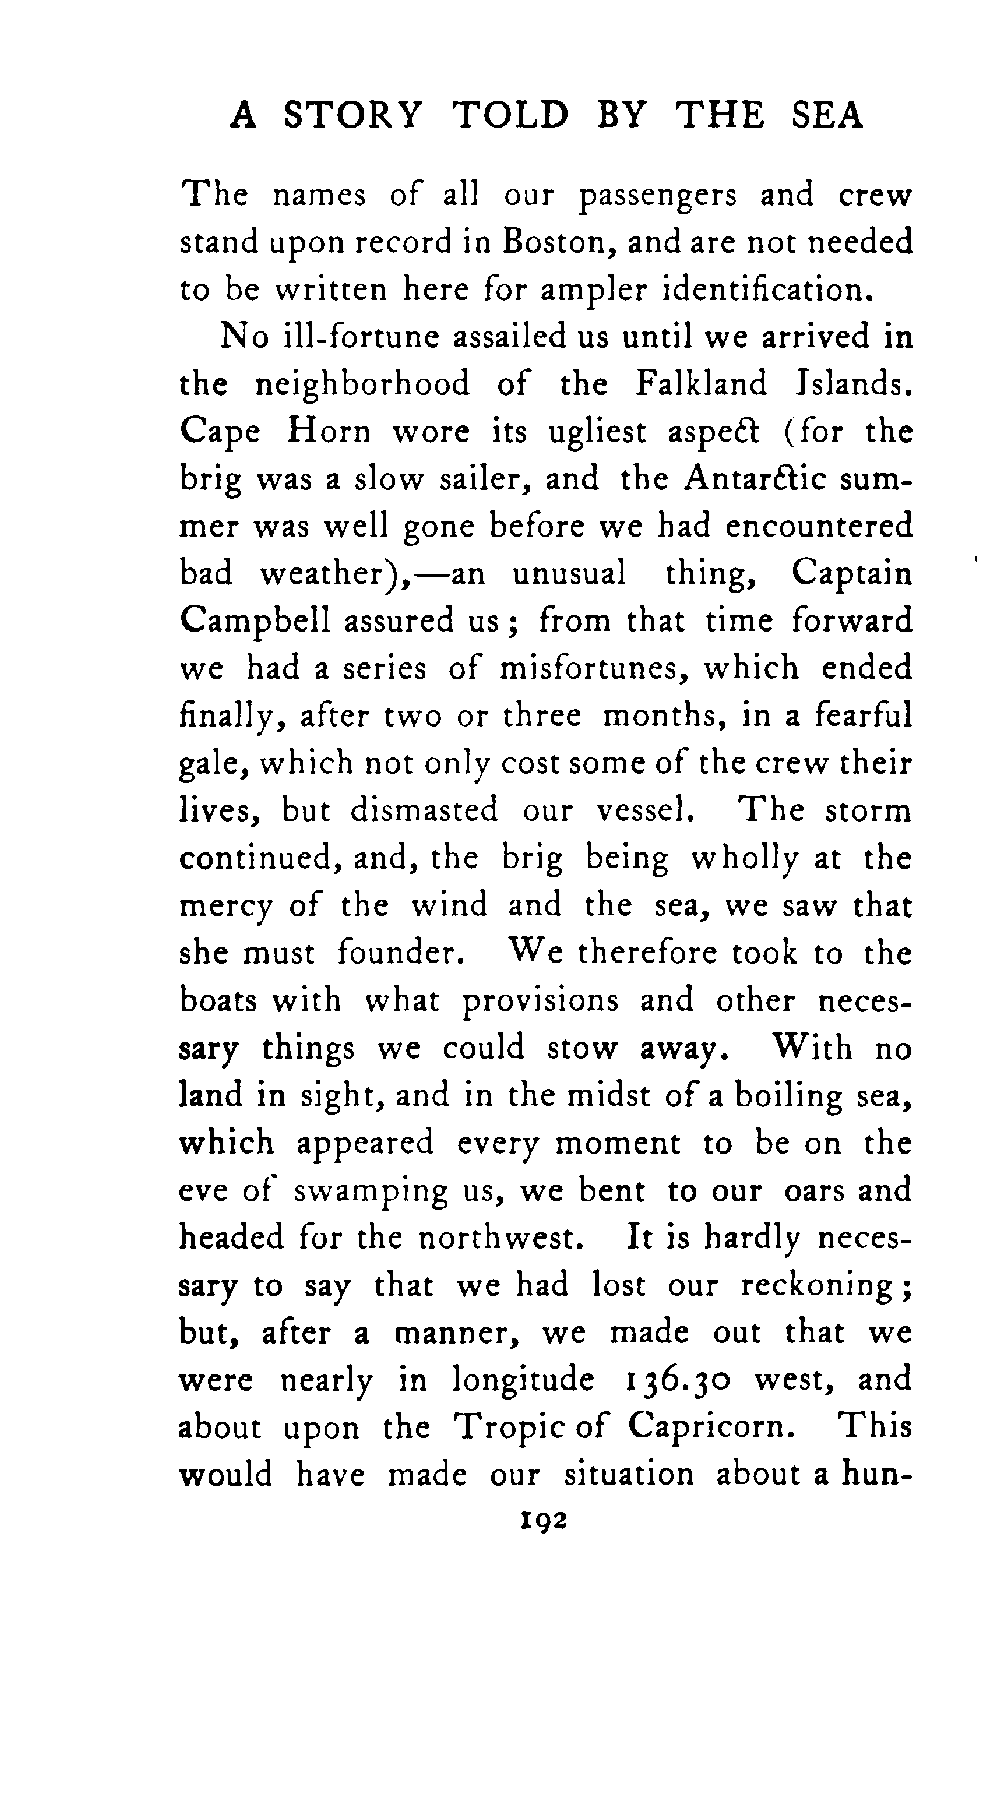 A STORY TOLD BY THE SEA
The names of all our passengers and crew
stand upon record in Boston, and are not needed
to be written here for ampler identification.
No ill-fortune assailed us until we arrived in
the neighborhood of the Falkland Islands.
Cape Horn wore its ugliest aspect (for the
brig was a slow sailer, and the Antarctic sum-
mer was well gone before we had encountered
bad weather),—an unusual thing, Captain
Campbell assured us; from that time forward
we had a series of misfortunes, which ended
finally, after two or three months, in a fearful
gale, which not only cost some of the crew their
lives, but dismasted our vessel. The storm
continued, and, the brig being wholly at the
mercy of the wind and the sea, we saw that
she must founder. We therefore took to the
boats with what provisions and other neces-
sary things we could stow away. With no
land in sight, and in the midst of a boiling sea,
which appeared every moment to be on the
eve of swamping us, we bent to our oars and
headed for the northwest. It is hardly neces-
sary to say that we had lost our reckoning;
but, after a manner, we made out that we
were nearly in longitude 136.30 west, and
about upon the Tropic of Capricorn. This
would have made our situation about a hun-
192